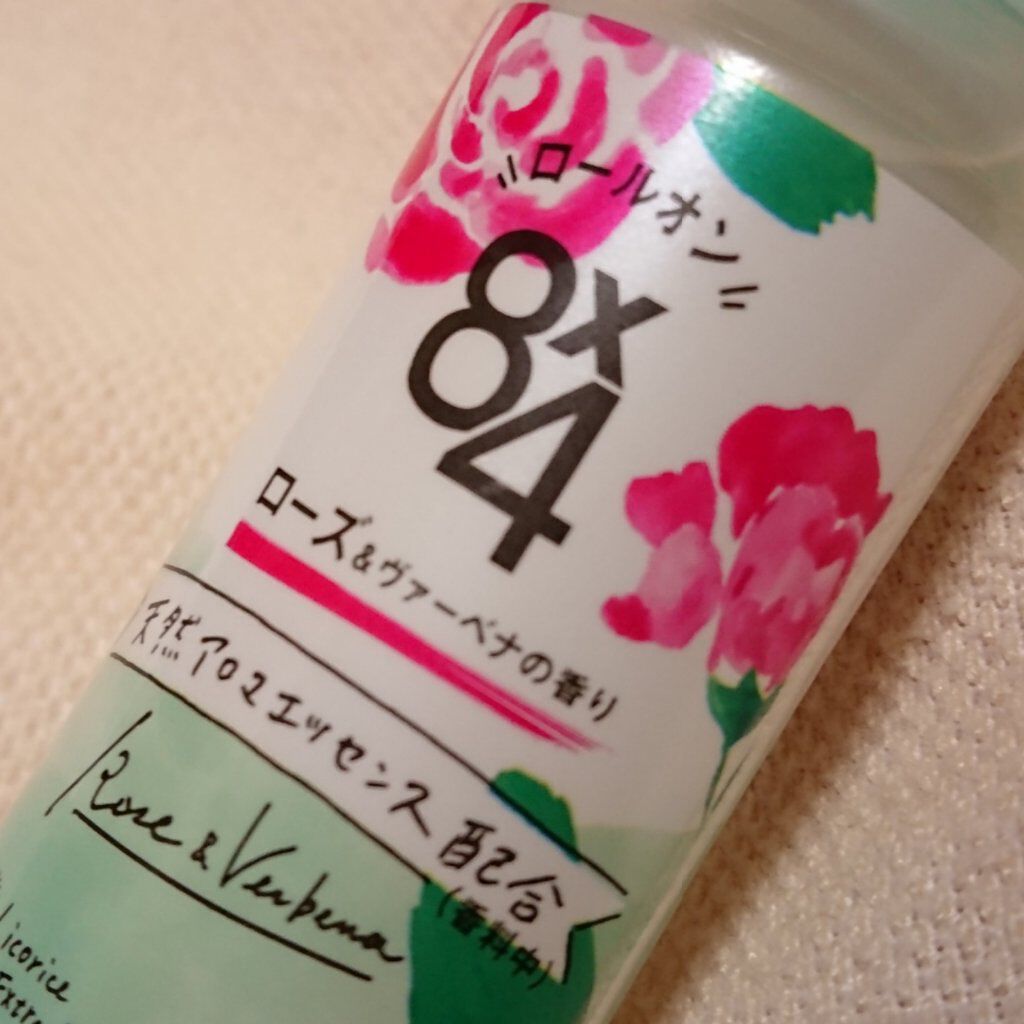 ロールオン
8x4
ローズ&ヴァーベナの香り
天然アロマエッセンス配合
(香料中)
Rose & Verbena
Licorice